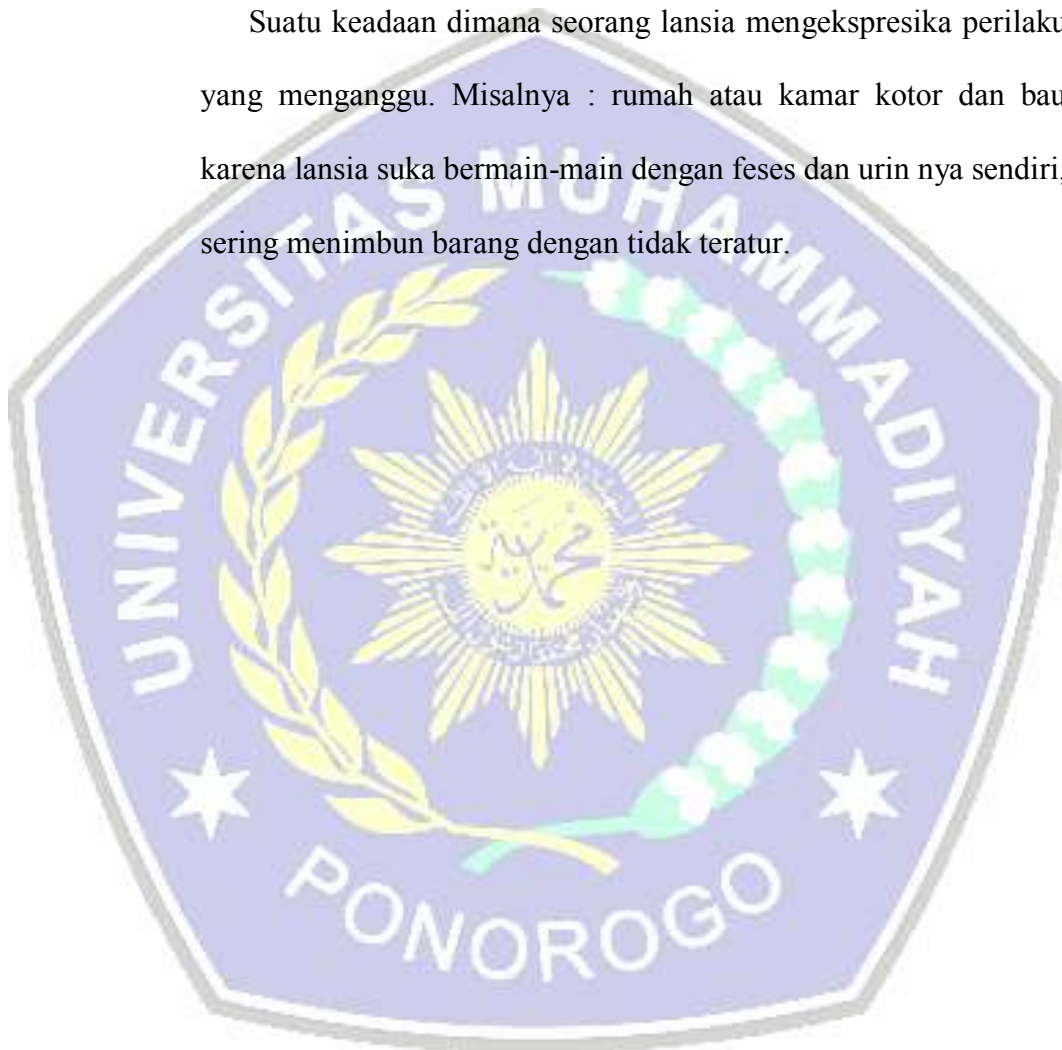 Suatu keadaan dimana seorang lansia mengekspresika perilaku
yang menganggu. Misalnya : rumah atau kamar kotor dan bau
karena lansia suka bermain-main dengan feses dan urin nya sendiri,
sering menimbun barang dengan tidak teratur.
UNIVERSITAS MUHAMMADIYAH
PONOROGO